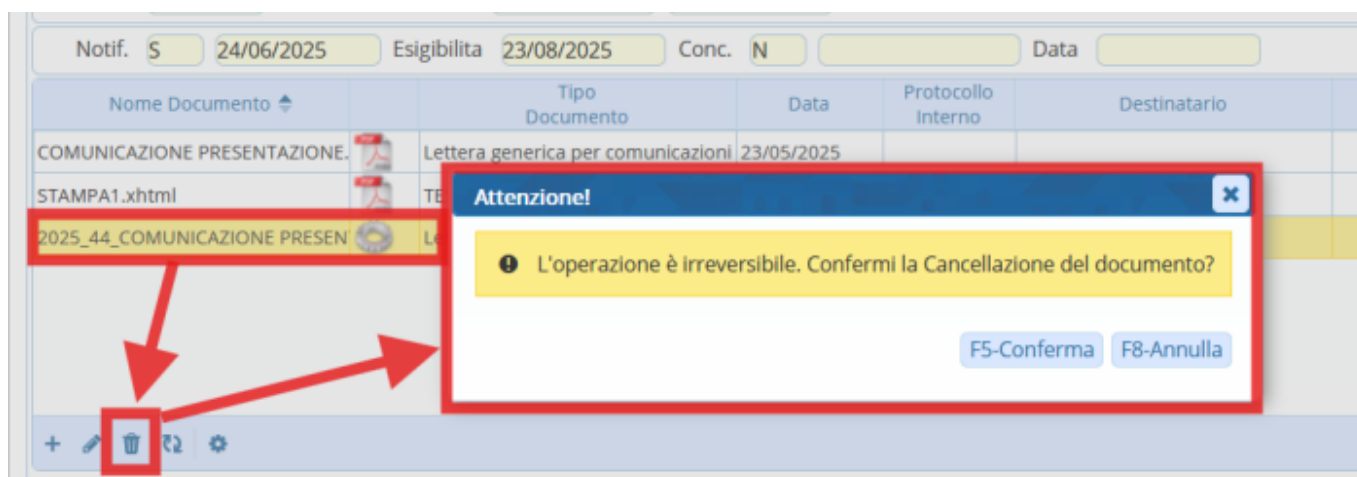 Notif. S 24/06/2025 Esigibilita 23/08/2025 Conc. N Data
Nome Documento Tipo Documento Data Protocollo Interno Destinatario
COMUNICAZIONE PRESENTAZIONE. Lettera generica per comunicazioni 23/05/2025
STAMPA1.xhtml TE
2025_44_COMUNICAZIONE PRESEN Le
Attenzione!
L'operazione è irreversibile. Confermi la Cancellazione del documento?
F5-Conferma F8-Annulla